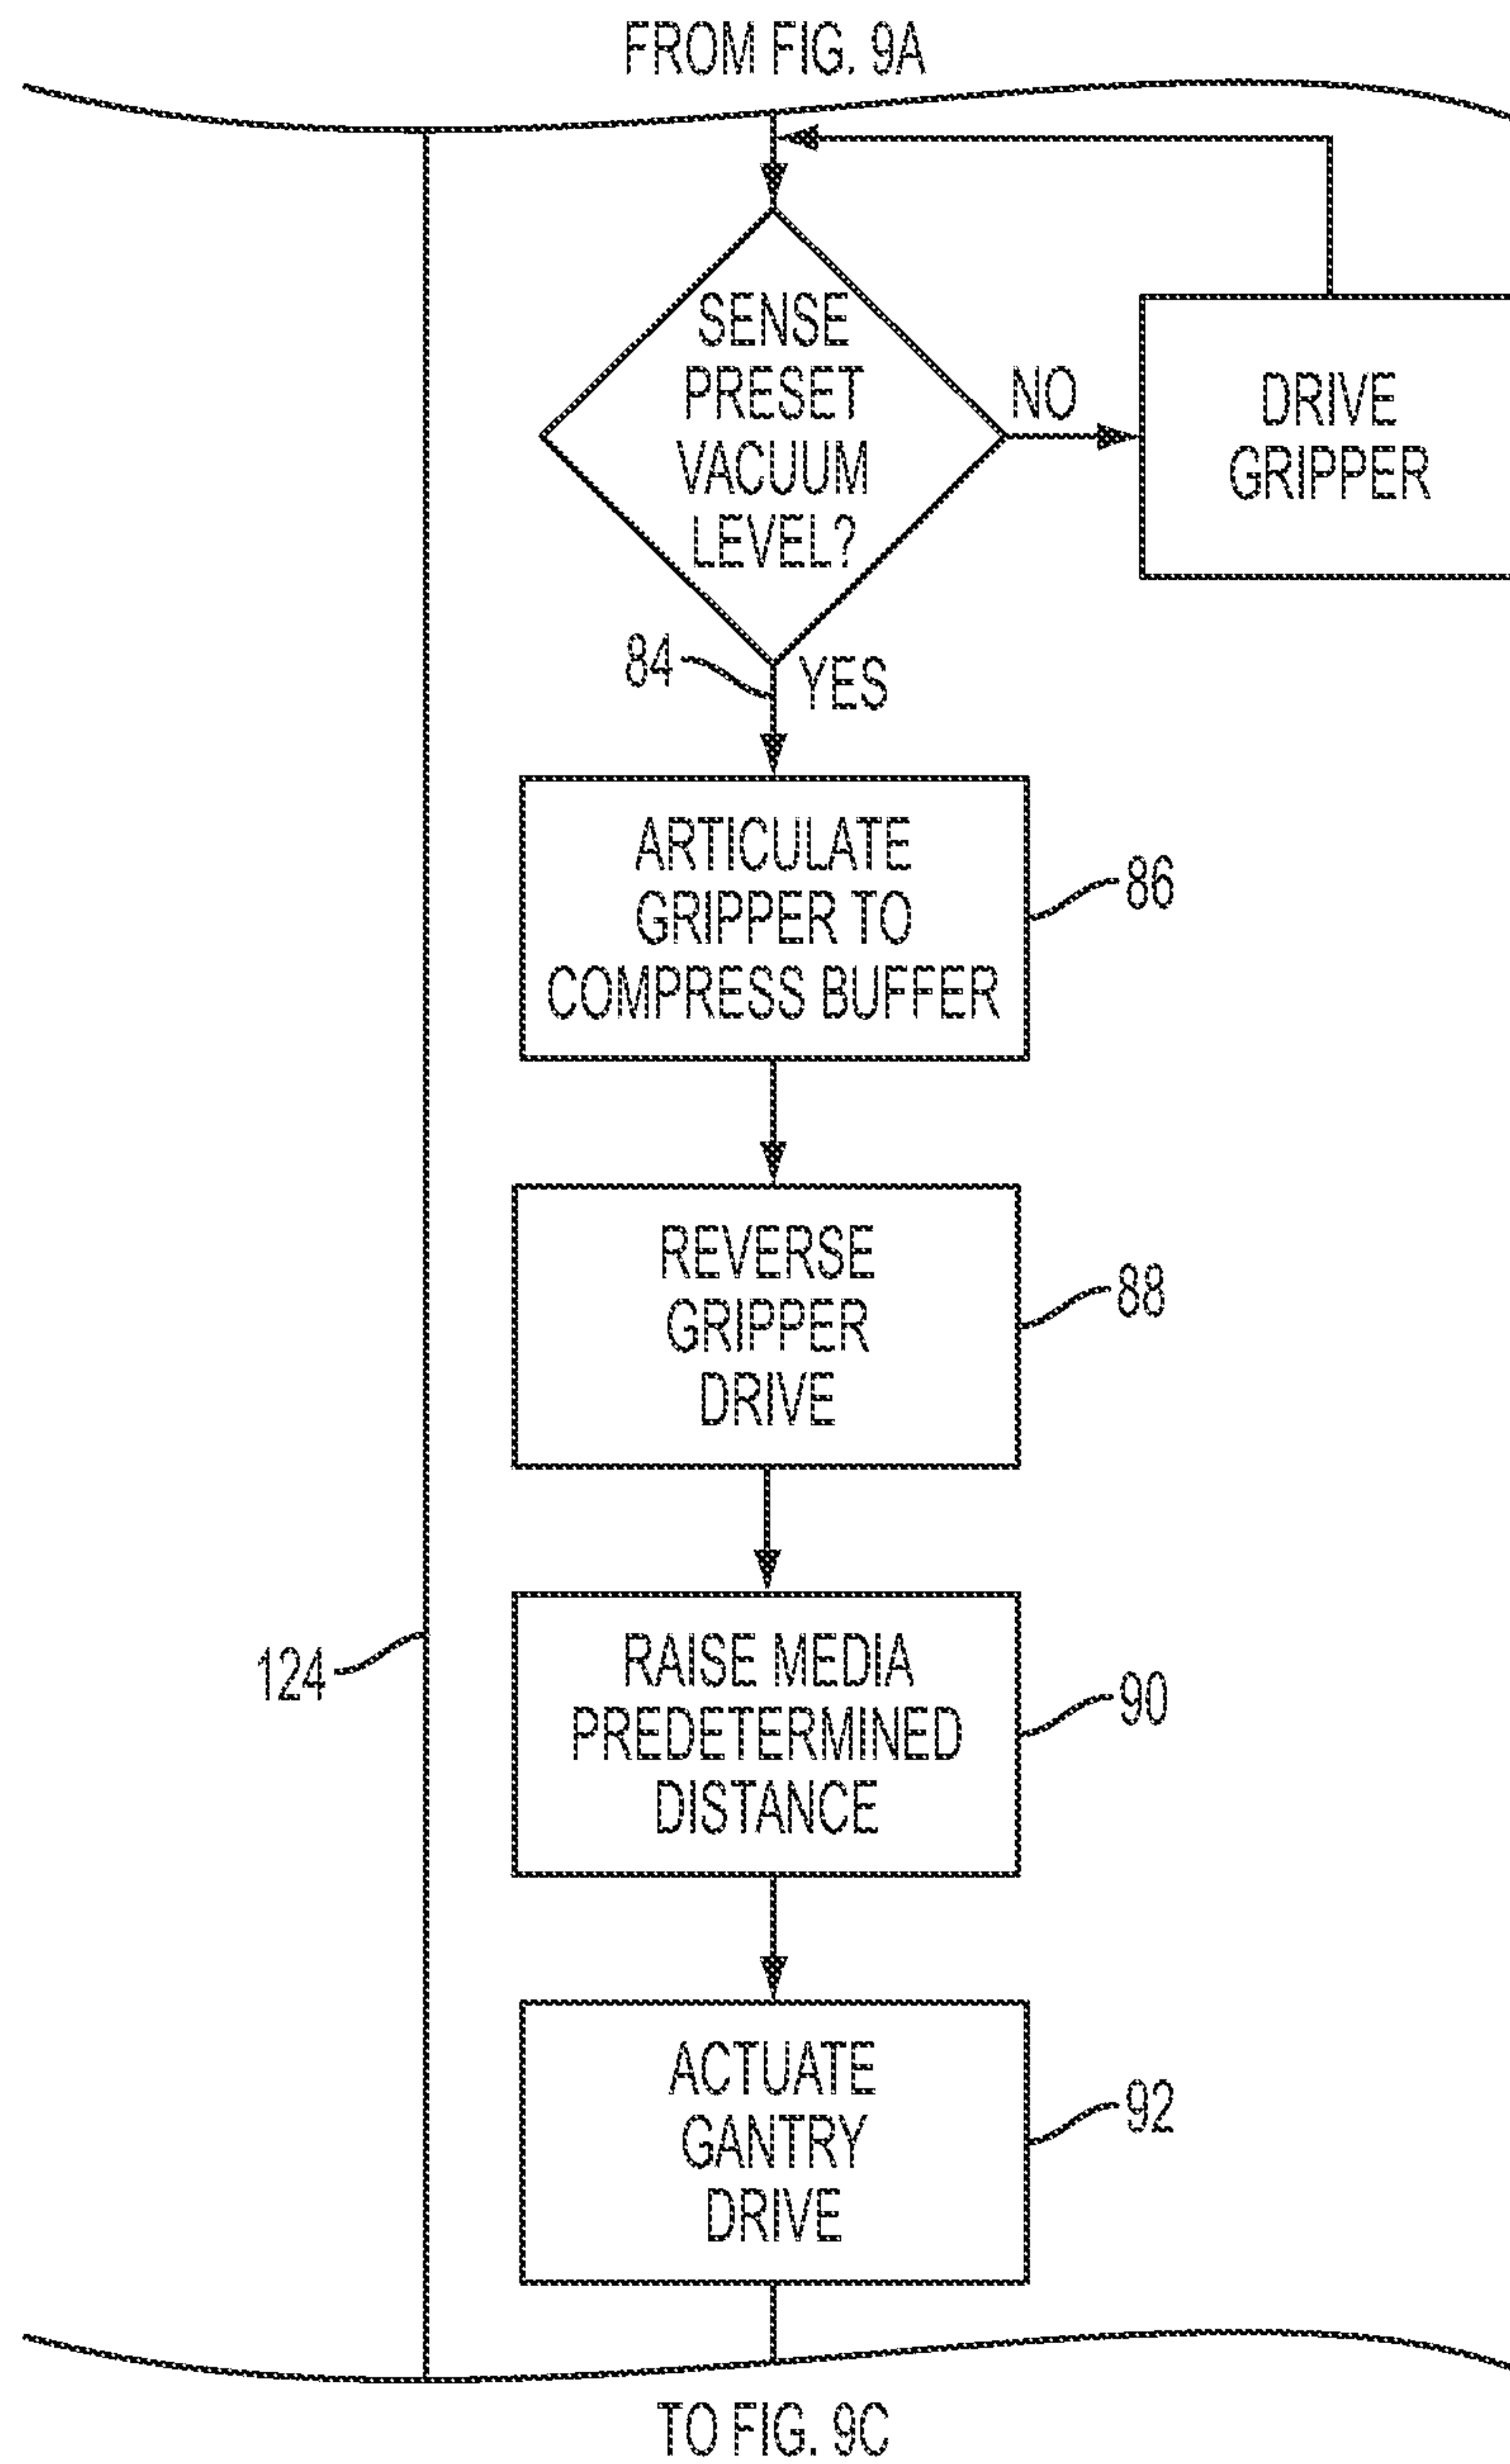 FROM FIG. 9A
SENSE
PRESET
VACUUM
LEVEL?
NO
DRIVE
GRIPPER
84
YES
ARTICULATE
GRIPPER TO
COMPRESS BUFFER
86
REVERSE
GRIPPER
DRIVE
88
124
RAISE MEDIA
PREDETERMINED
DISTANCE
90
ACTUATE
GANTRY
DRIVE
92
TO FIG. 9C